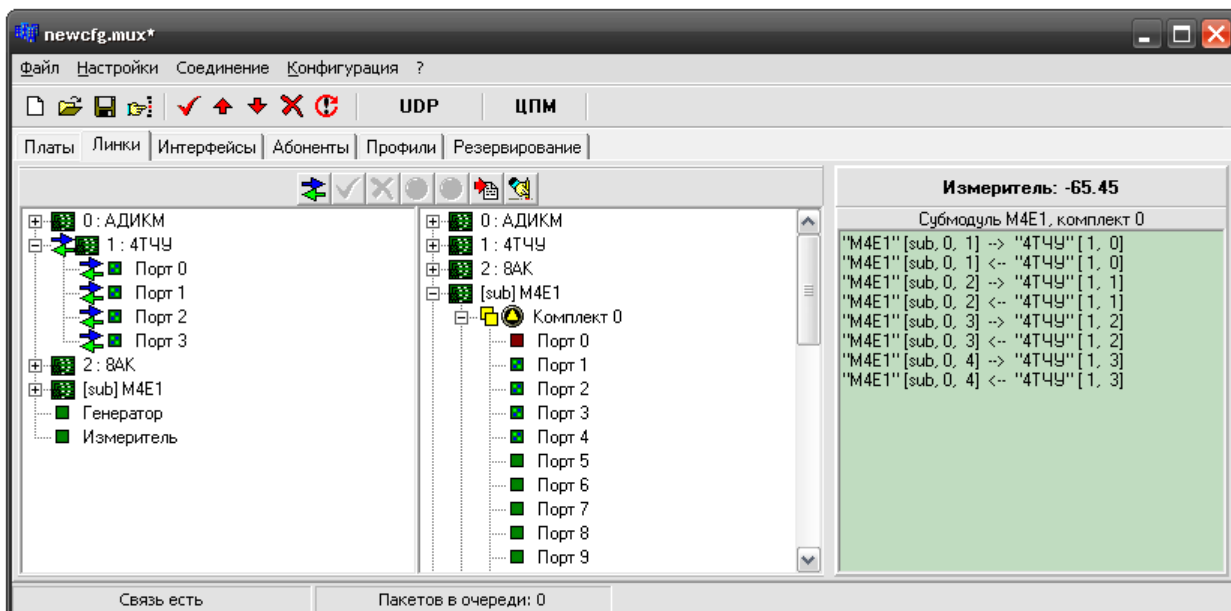 newcfg.mux*
Файл Настройки Соединение Конфигурация ?
UDP ЦПМ
Платы Линки Интерфейсы Абоненты Профили Резервирование
0 : АДИКМ
1 : 4ТЧУ
Порт 0
Порт 1
Порт 2
Порт 3
2 : 8АК
[sub] M4E1
Генератор
Измеритель
0 : АДИКМ
1 : 4ТЧУ
2 : 8АК
[sub] M4E1
Комплект 0
Порт 0
Порт 1
Порт 2
Порт 3
Порт 4
Порт 5
Порт 6
Порт 7
Порт 8
Порт 9
Измеритель: -65.45
Субмодуль M4E1, комплект 0
"M4E1" [sub, 0, 1] --> "4ТЧУ" [ 1, 0]
"M4E1" [sub, 0, 1] <-- "4ТЧУ" [ 1, 0]
"M4E1" [sub, 0, 2] --> "4ТЧУ" [ 1, 1]
"M4E1" [sub, 0, 2] <-- "4ТЧУ" [ 1, 1]
"M4E1" [sub, 0, 3] --> "4ТЧУ" [ 1, 2]
"M4E1" [sub, 0, 3] <-- "4ТЧУ" [ 1, 2]
"M4E1" [sub, 0, 4] --> "4ТЧУ" [ 1, 3]
"M4E1" [sub, 0, 4] <-- "4ТЧУ" [ 1, 3]
Связь есть
Пакетов в очереди: 0